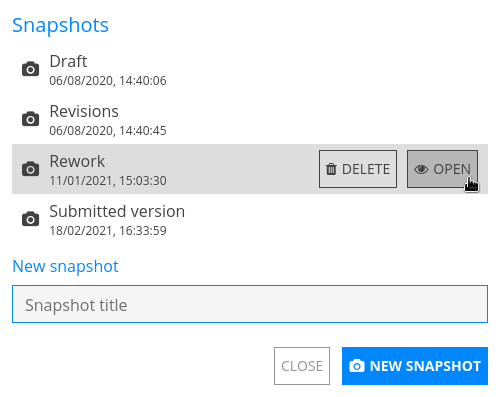 Snapshots
Draft
06/08/2020, 14:40:06
Revisions
06/08/2020, 14:40:45
Rework
11/01/2021, 15:03:30
DELETE
OPEN
Submitted version
18/02/2021, 16:33:59
New snapshot
Snapshot title
CLOSE
NEW SNAPSHOT